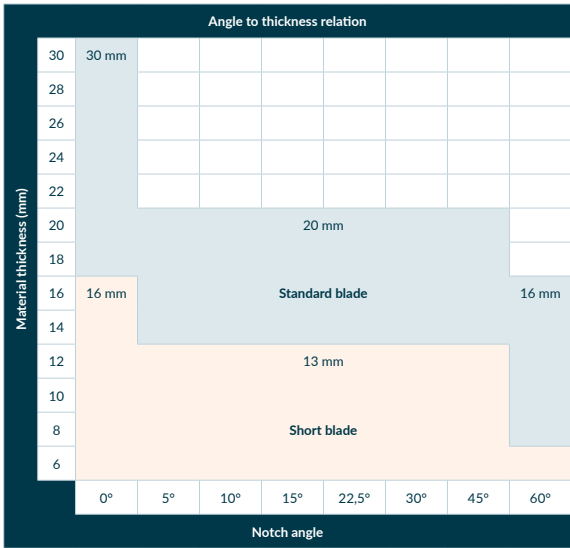 Angle to thickness relation
Material thickness (mm)
30 30 mm
28
26
24
22
20 20 mm
18
16 16 mm Standard blade 16 mm
14
12 13 mm
10
8 Short blade
6
0° 5° 10° 15° 22,5° 30° 45° 60°
Notch angle